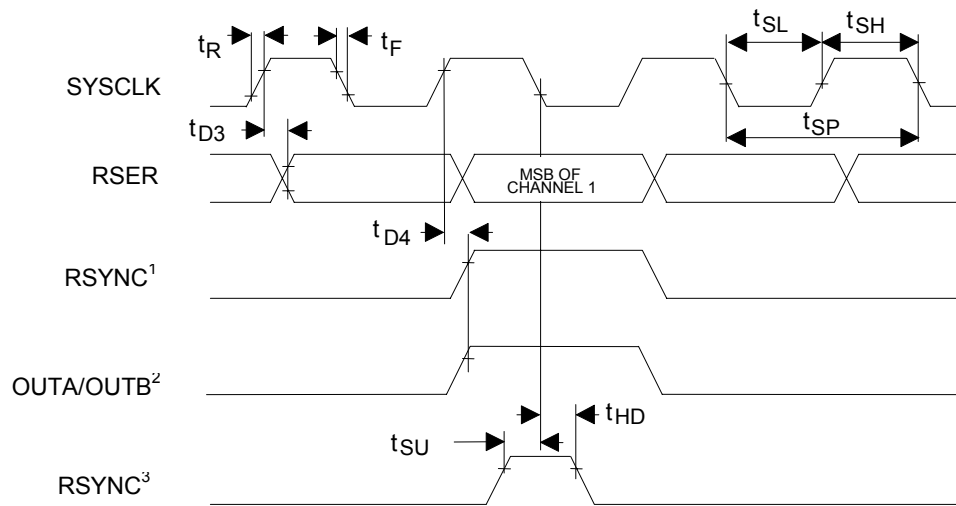 tR
tF
tSL
tSH
SYSCLK
tSP
tD3
RSER
MSB OF
CHANNEL 1
tD4
RSYNC1
OUTA/OUTB2
tHD
tSU
RSYNC3